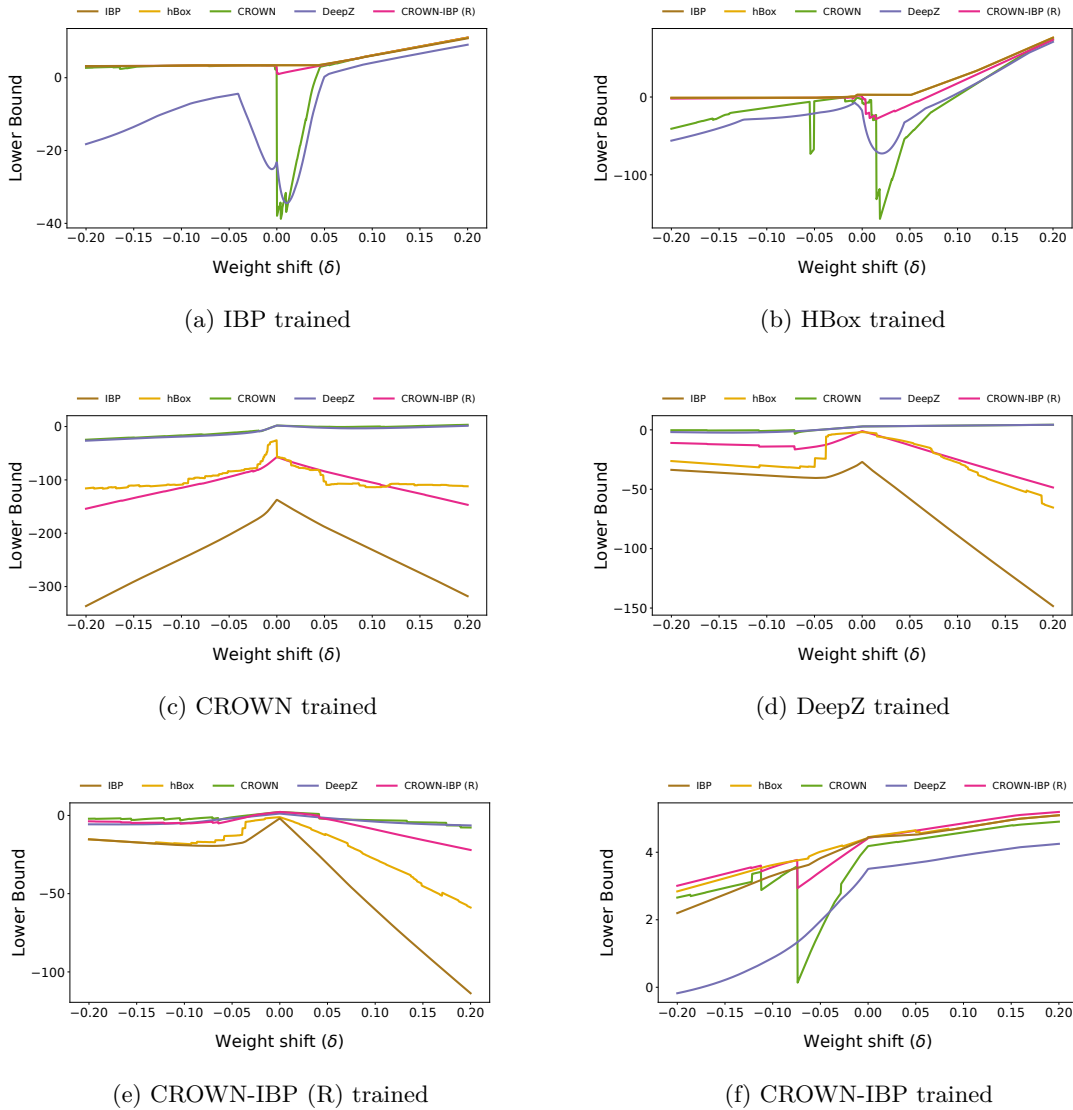 IBP hBox CROWN DeepZ CROWN-IBP (R)
Lower Bound
0
−20
−40
−0.20 −0.15 −0.10 −0.05 0.00 0.05 0.10 0.15 0.20
Weight shift (δ)
(a) IBP trained
IBP hBox CROWN DeepZ CROWN-IBP (R)
Lower Bound
0
−100
−0.20 −0.15 −0.10 −0.05 0.00 0.05 0.10 0.15 0.20
Weight shift (δ)
(b) HBox trained
IBP hBox CROWN DeepZ CROWN-IBP (R)
Lower Bound
0
−100
−200
−300
−0.20 −0.15 −0.10 −0.05 0.00 0.05 0.10 0.15 0.20
Weight shift (δ)
(c) CROWN trained
IBP hBox CROWN DeepZ CROWN-IBP (R)
Lower Bound
0
−50
−100
−150
−0.20 −0.15 −0.10 −0.05 0.00 0.05 0.10 0.15 0.20
Weight shift (δ)
(d) DeepZ trained
IBP hBox CROWN DeepZ CROWN-IBP (R)
Lower Bound
0
−50
−100
−0.20 −0.15 −0.10 −0.05 0.00 0.05 0.10 0.15 0.20
Weight shift (δ)
(e) CROWN-IBP (R) trained
IBP hBox CROWN DeepZ CROWN-IBP (R)
Lower Bound
4
2
0
−0.20 −0.15 −0.10 −0.05 0.00 0.05 0.10 0.15 0.20
Weight shift (δ)
(f) CROWN-IBP trained